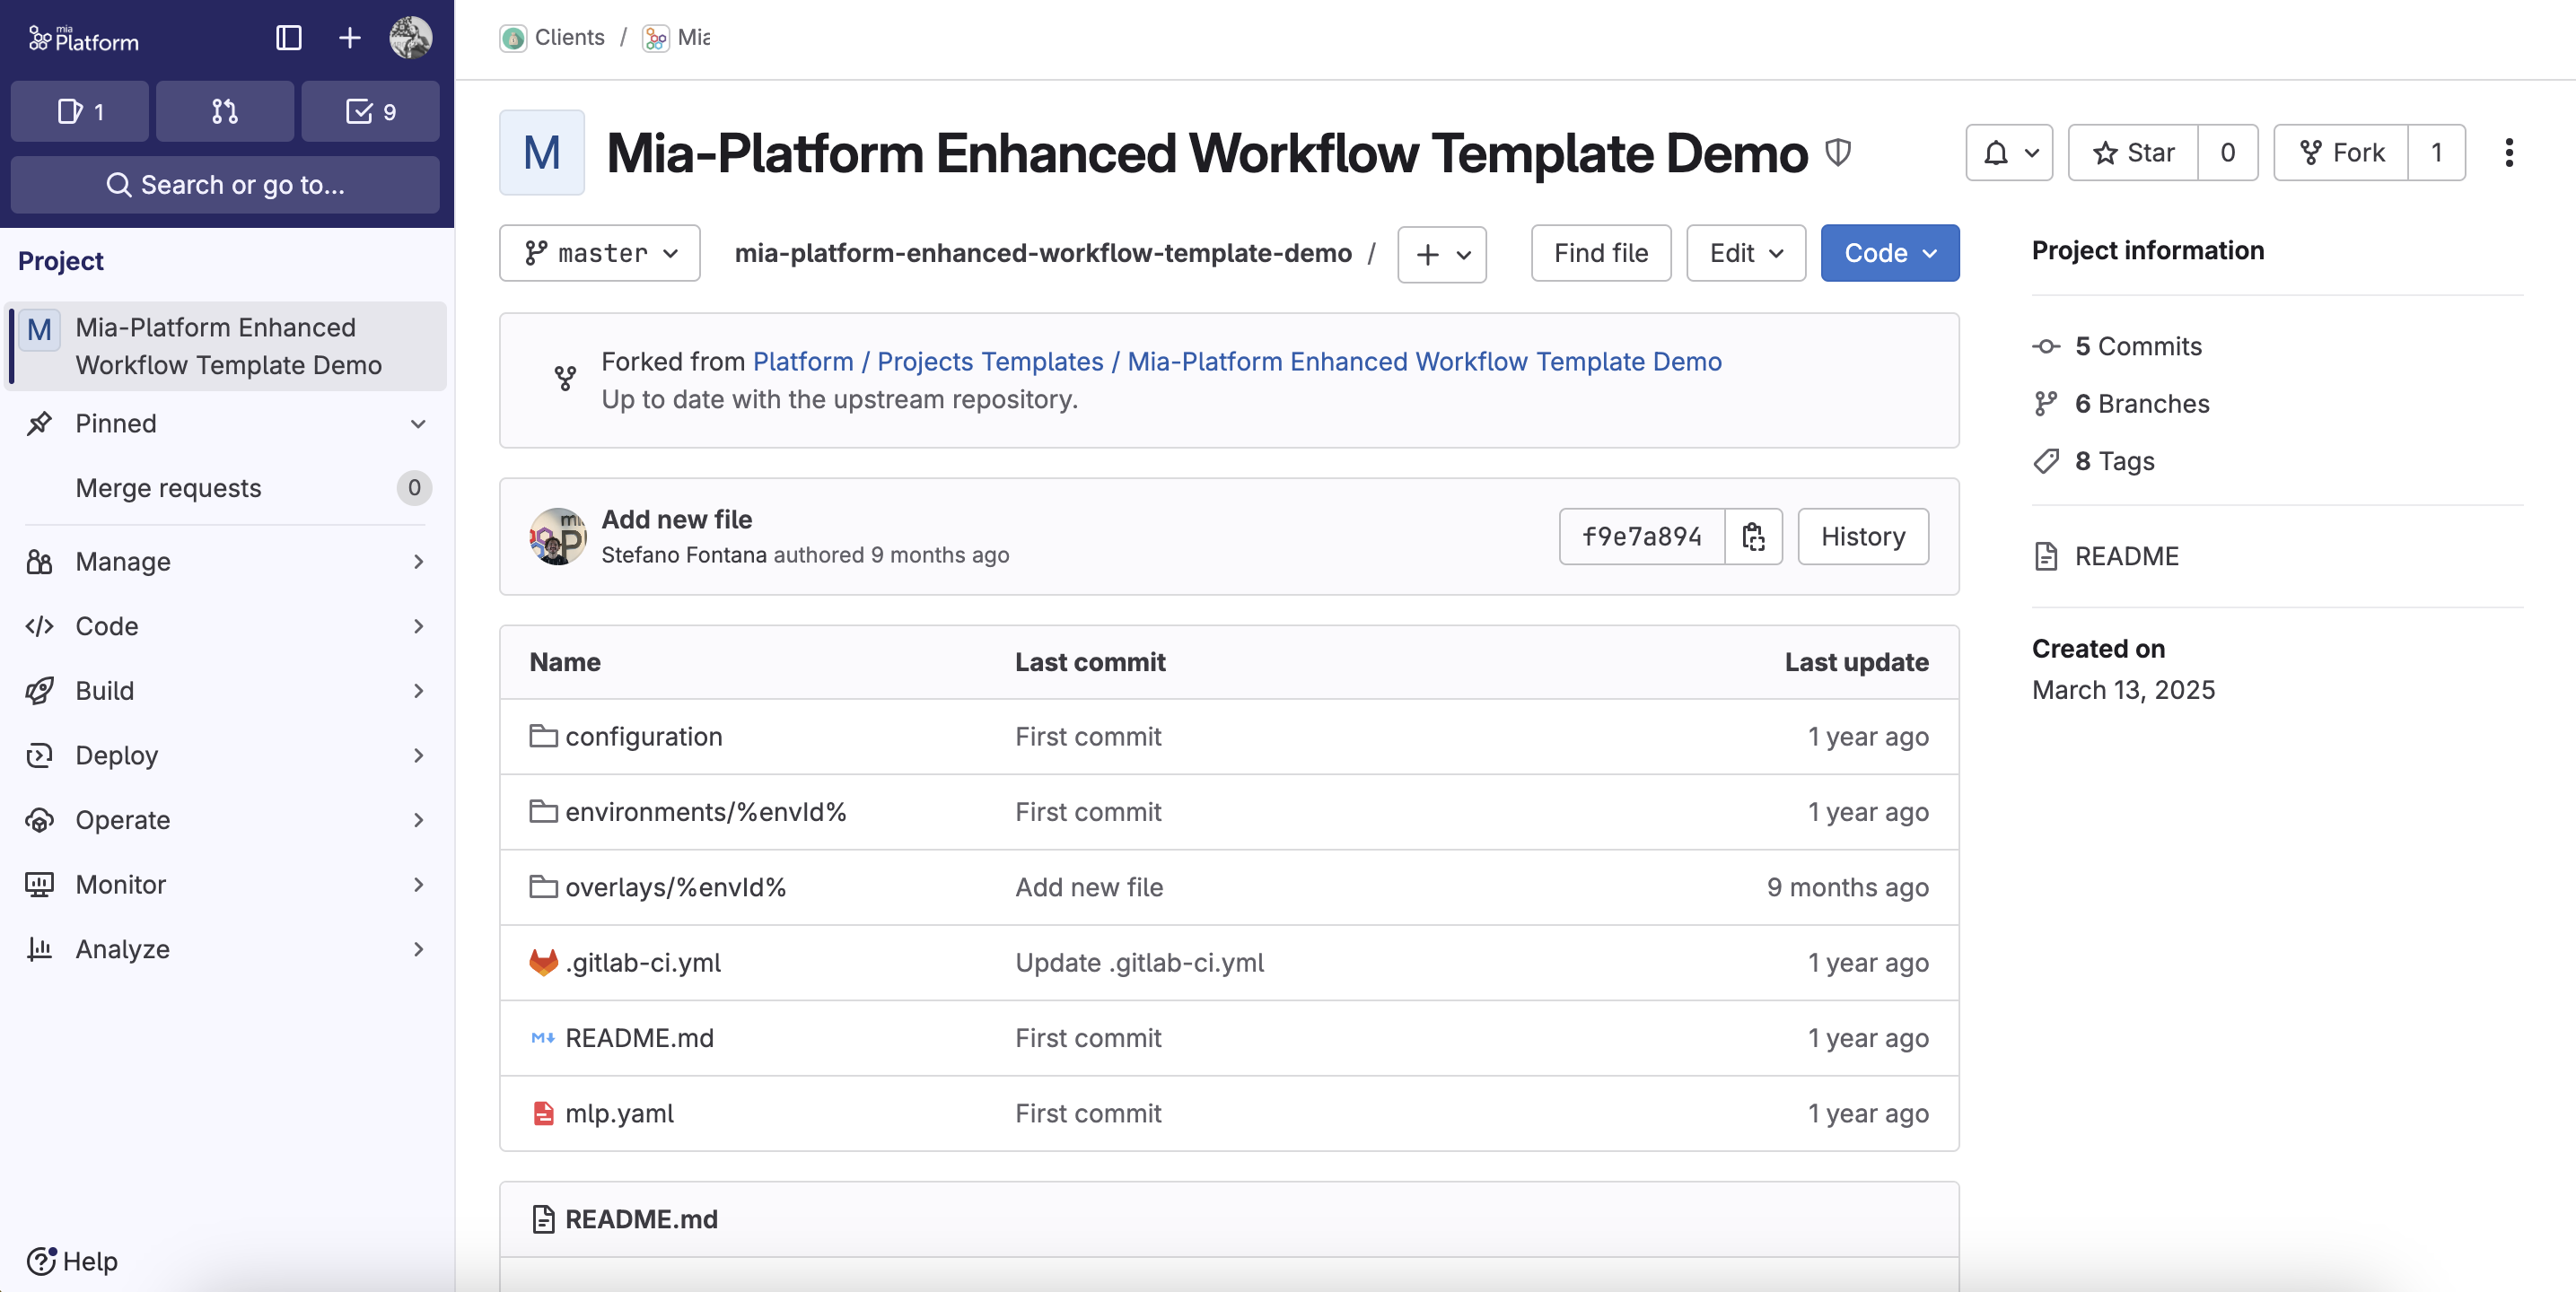 mia
Platform
1
9
Search or go to...
Project
M
Mia-Platform Enhanced
Workflow Template Demo
Pinned
Merge requests 0
Manage
Code
Build
Deploy
Operate
Monitor
Analyze
Help
Clients / Mia
M
Mia-Platform Enhanced Workflow Template Demo
Star 0
Fork 1
master
mia-platform-enhanced-workflow-template-demo /
Find file
Edit
Code
Forked from Platform / Projects Templates / Mia-Platform Enhanced Workflow Template Demo
Up to date with the upstream repository.
Add new file
Stefano Fontana authored 9 months ago
f9e7a894
History
Name Last commit Last update
configuration First commit 1 year ago
environments/%envId% First commit 1 year ago
overlays/%envId% Add new file 9 months ago
.gitlab-ci.yml Update .gitlab-ci.yml 1 year ago
README.md First commit 1 year ago
mlp.yaml First commit 1 year ago
README.md
Project information
5 Commits
6 Branches
8 Tags
README
Created on
March 13, 2025